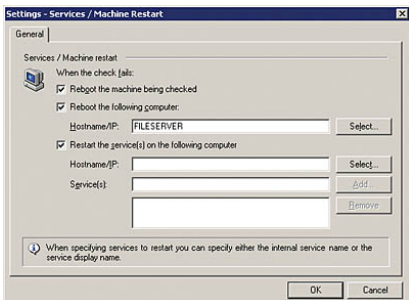 Settings - Services / Machine Restart
General
Services / Machine restart
When the check fails:
Reboot the machine being checked
Reboot the following computer:
Hostname/IP: FILESERVER Select...
Restart the service(s) on the following computer
Hostname/IP: Select...
Service(s): Add...
Remove
When specifying services to restart you can specify either the internal service name or the
service display name.
OK Cancel